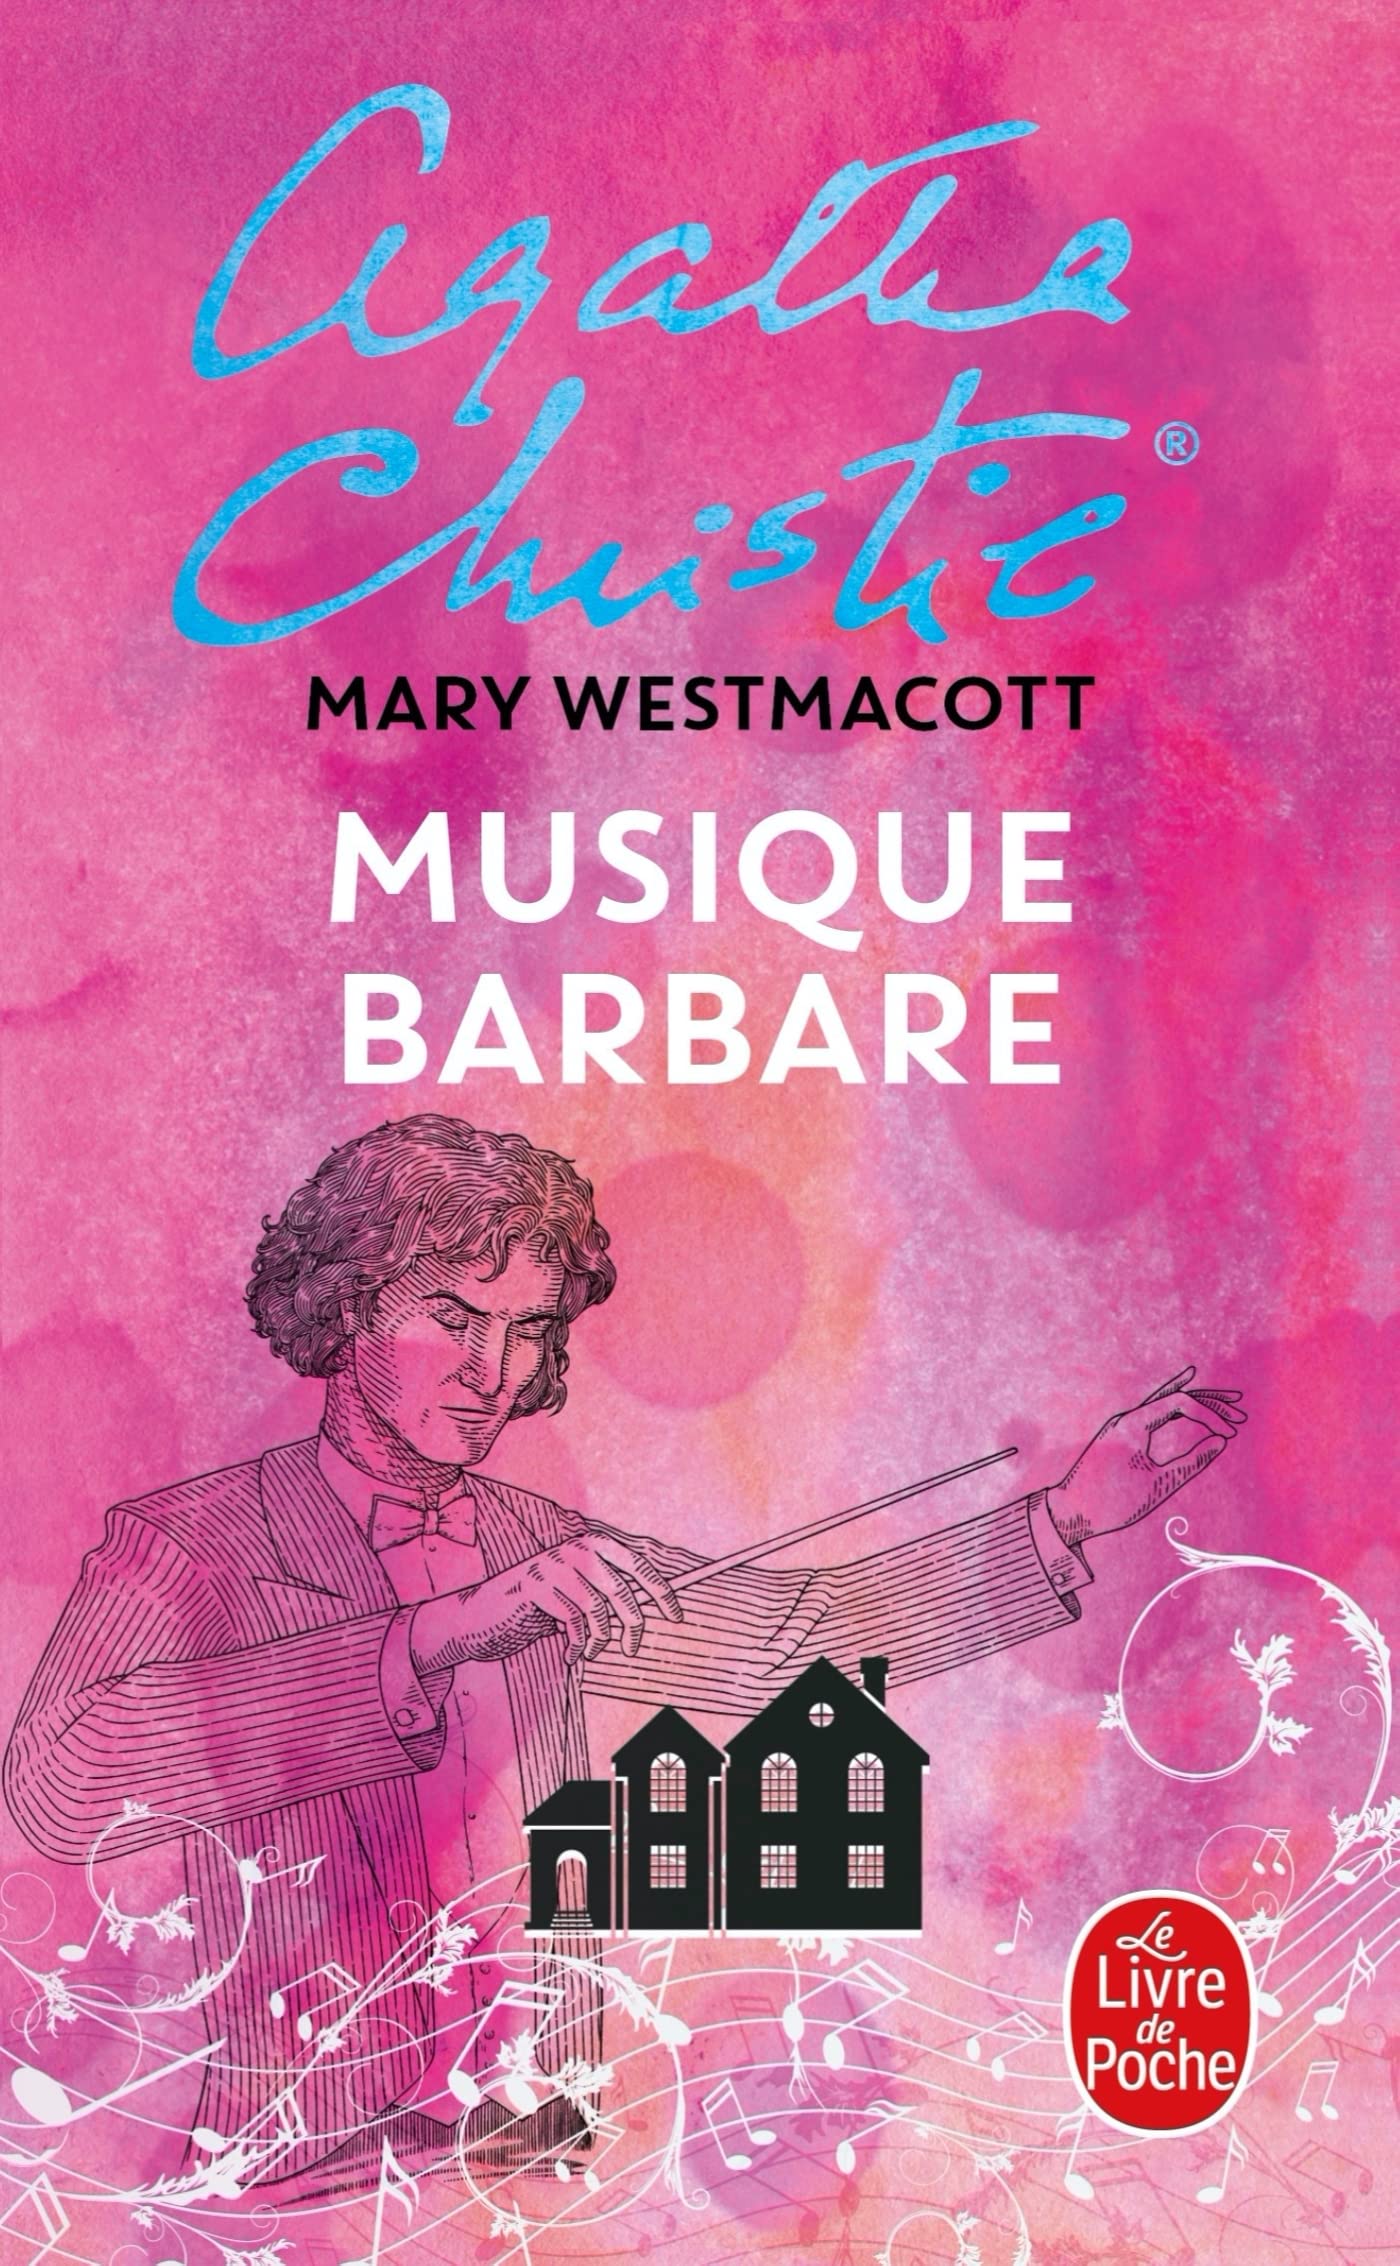 Agatha
Christie®
MARY WESTMACOTT
MUSIQUE
BARBARE
Le
Livre
de
Poche